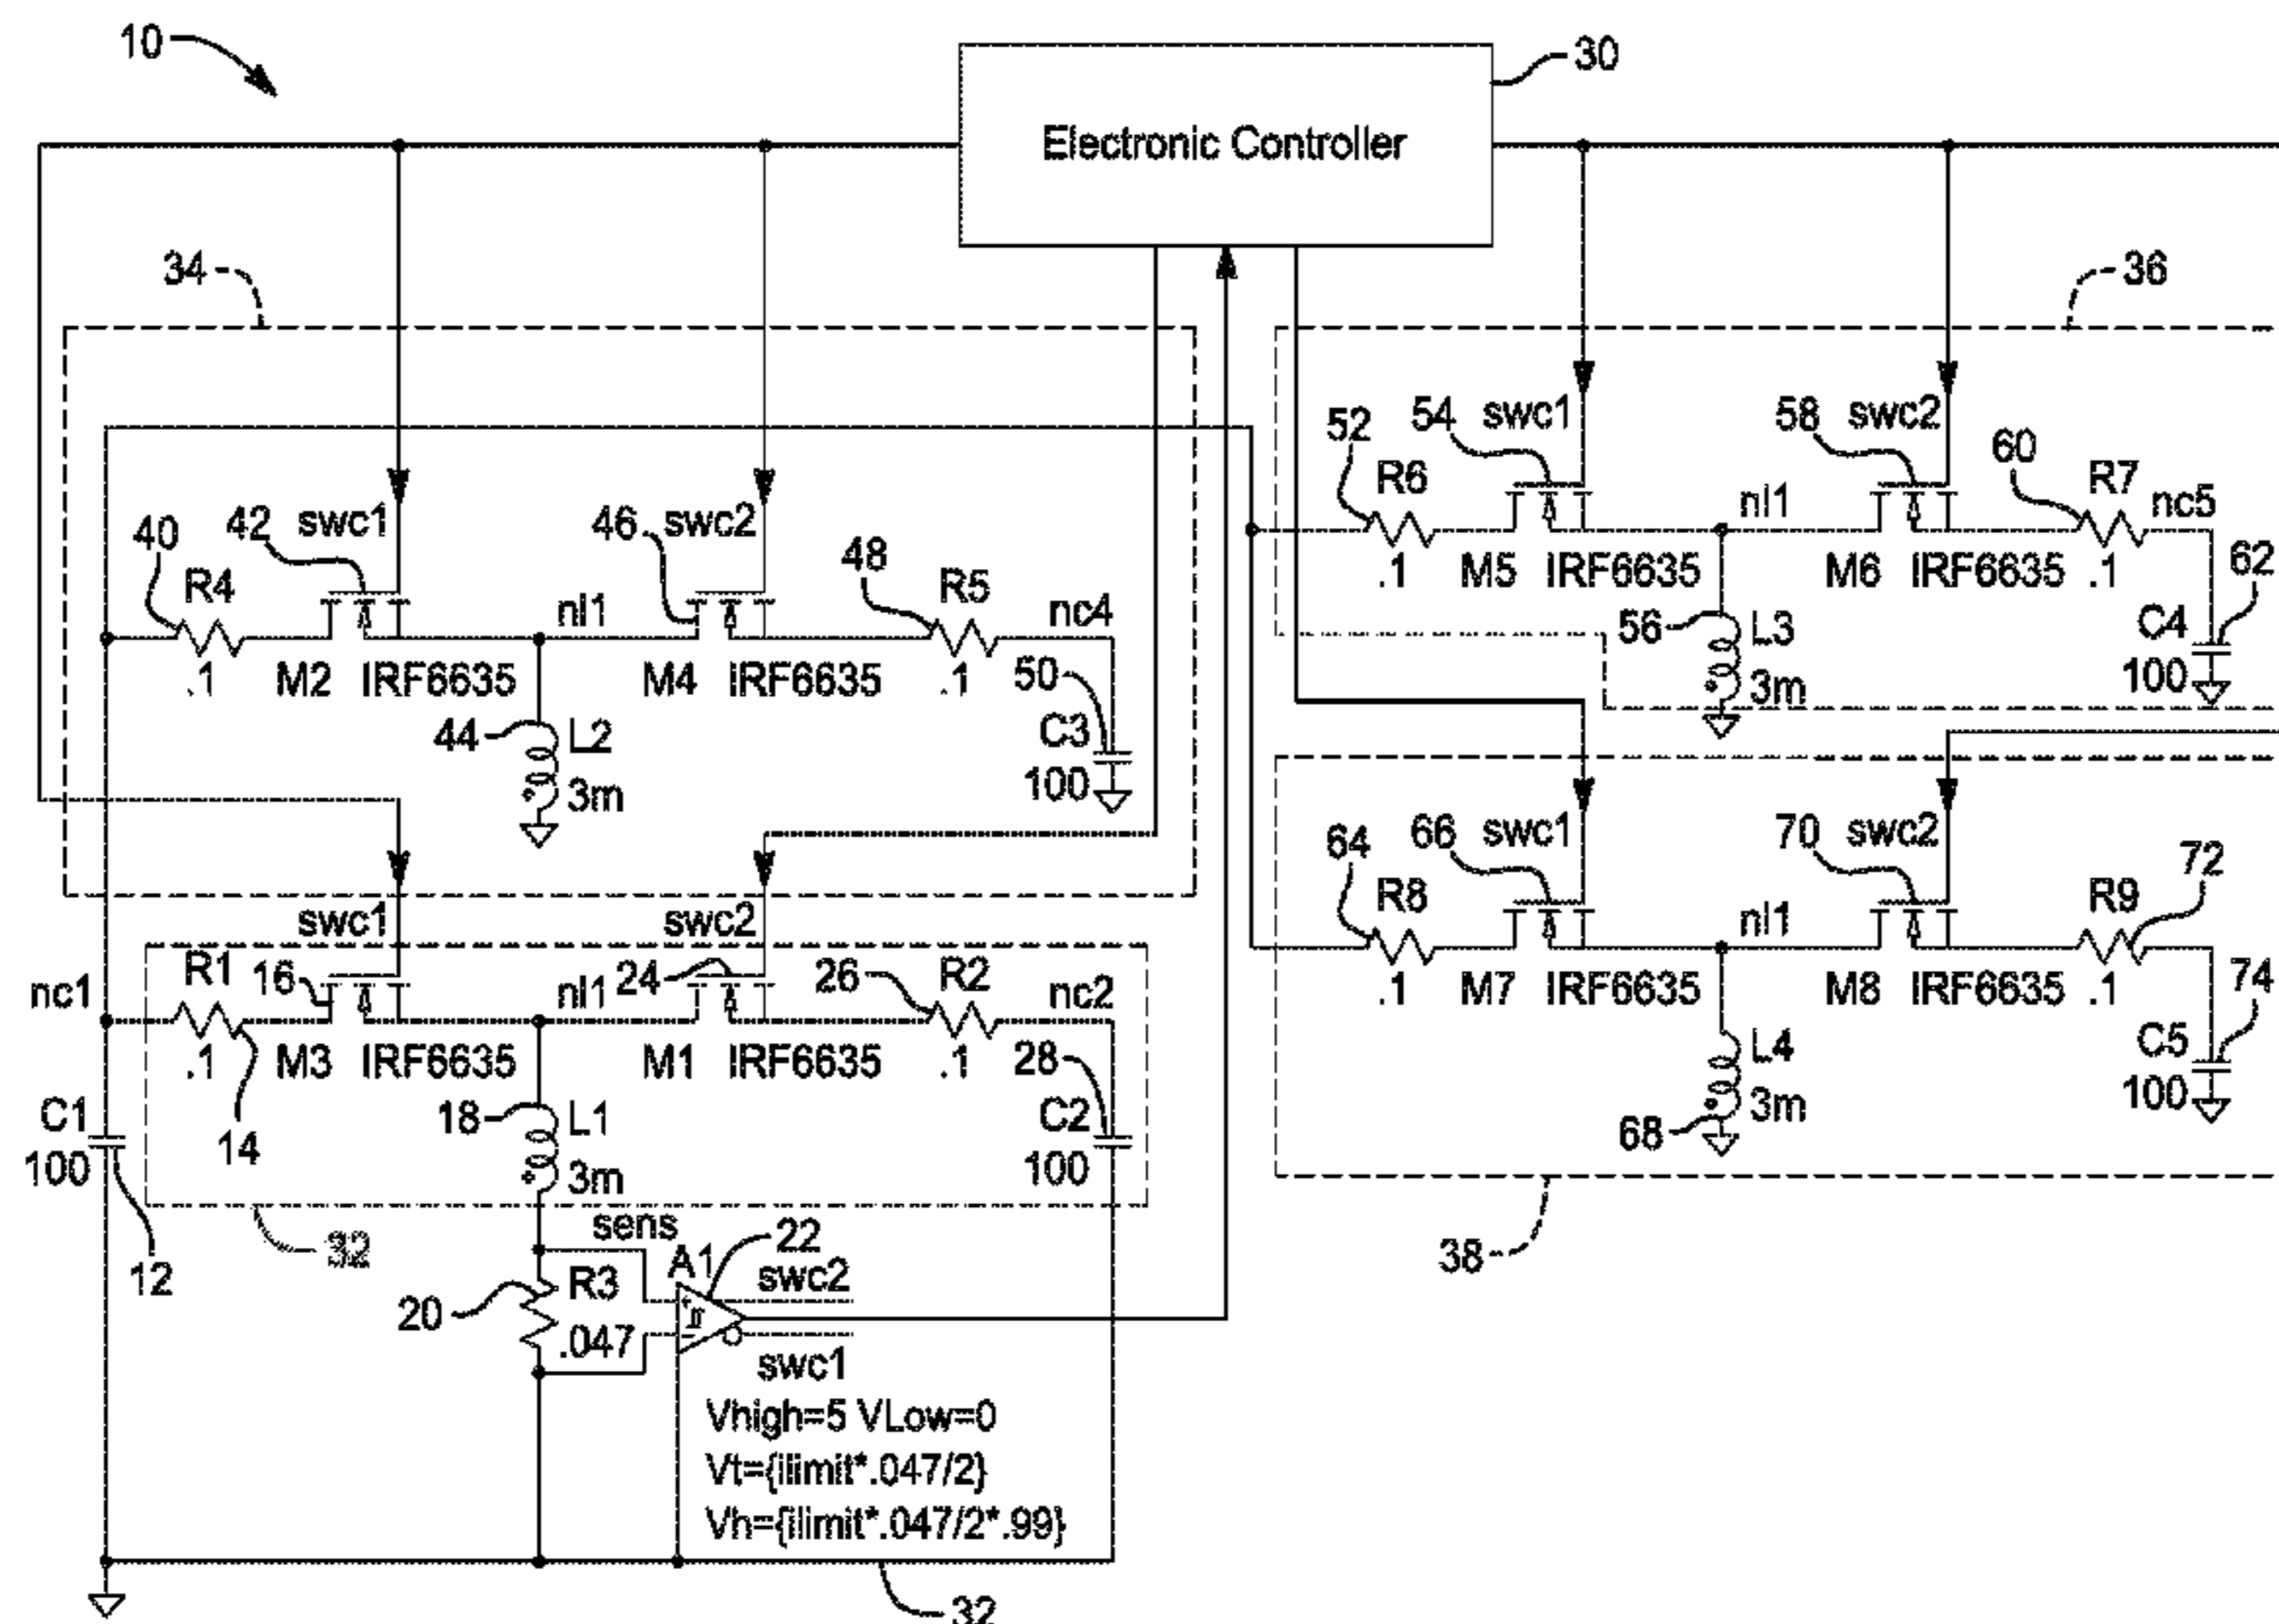 10
30
Electronic Controller
34
36
52
R6
54 swc1
58 swc2
60
R7
nc5
nl1
.1
M5
IRF6635
M6
IRF6635
.1
62
C4
100
56
L3
3m
40
R4
42 swc1
46 swc2
48
R5
nc4
nl1
.1
M2
IRF6635
M4
IRF6635
.1
50
C3
100
44
L2
3m
64
R8
66 swc1
70 swc2
72
R9
nl1
.1
M7
IRF6635
M8
IRF6635
.1
74
C5
100
68
L4
3m
38
swc1
swc2
nc1
R1
16
nl1
24
26
R2
nc2
.1
M3
IRF6635
M1
IRF6635
.1
28
C2
100
C1
100
14
18
L1
3m
12
32
sens
A1
22
swc2
20
R3
.047
swc1
Vhigh=5 VLow=0
Vt={ilimit*.047/2}
Vh={ilimit*.047/2*.99}
32